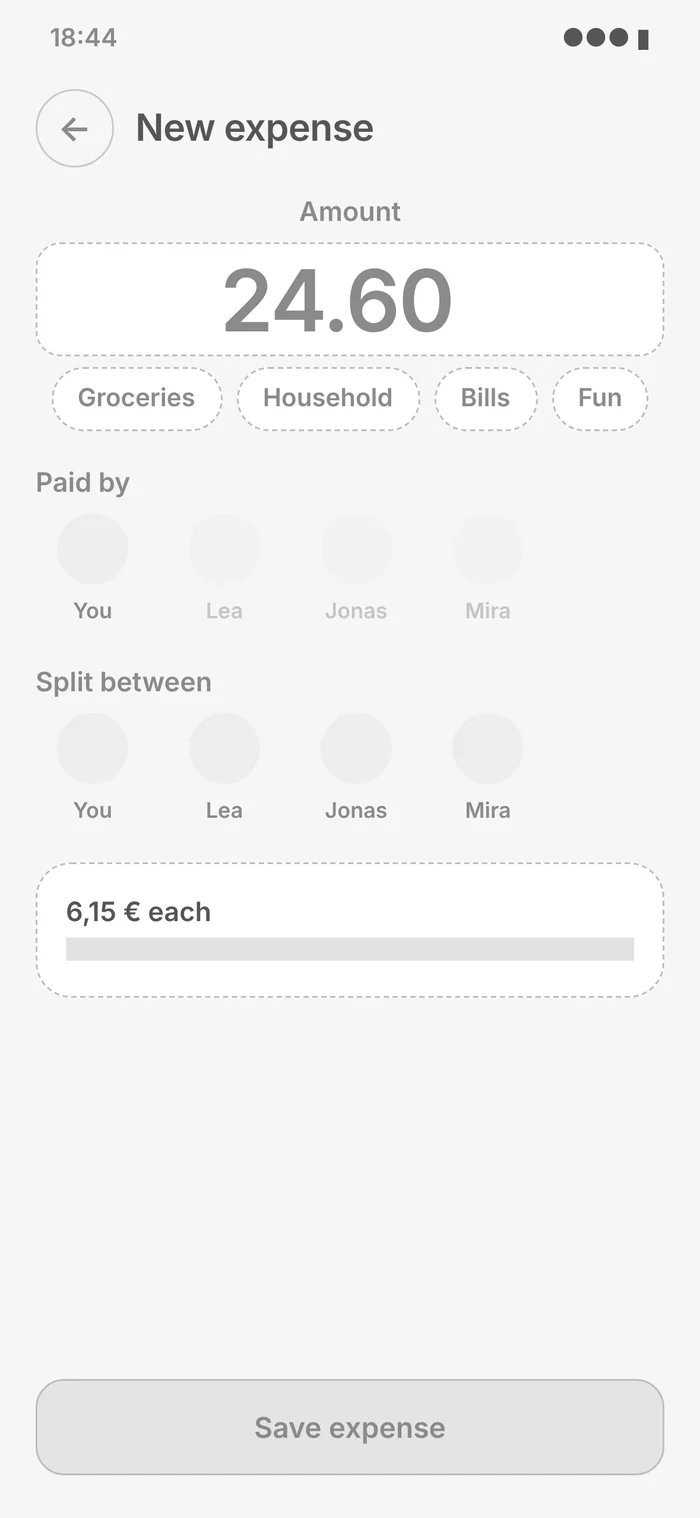 18:44
New expense
Amount
24.60
Groceries Household Bills Fun
Paid by
You Lea Jonas Mira
Split between
You Lea Jonas Mira
6,15 € each
Save expense